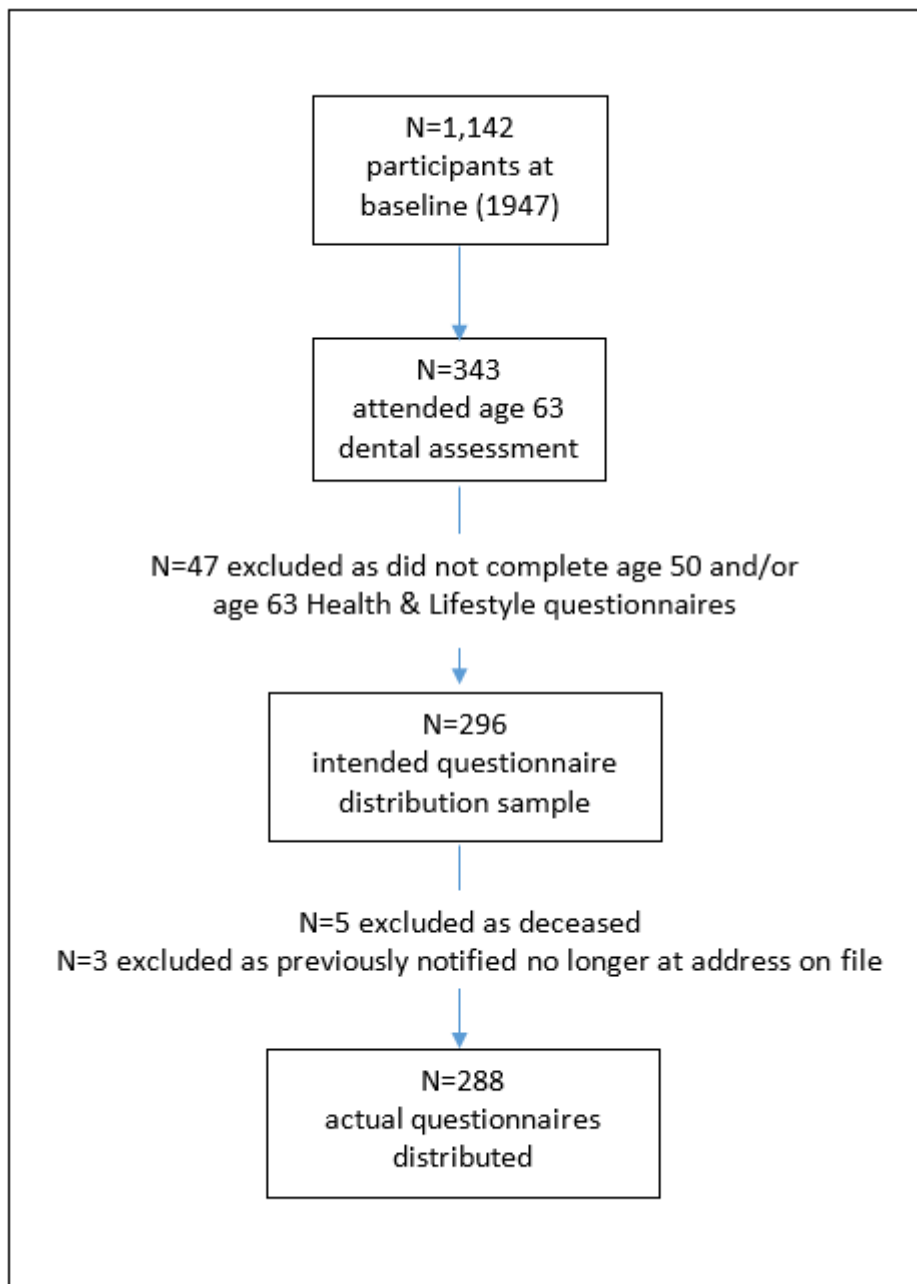 N=1,142
participants at
baseline (1947)
N=343
attended age 63
dental assessment
N=47 excluded as did not complete age 50 and/or
age 63 Health & Lifestyle questionnaires
N=296
intended questionnaire
distribution sample
N=5 excluded as deceased
N=3 excluded as previously notified no longer at address on file
N=288
actual questionnaires
distributed